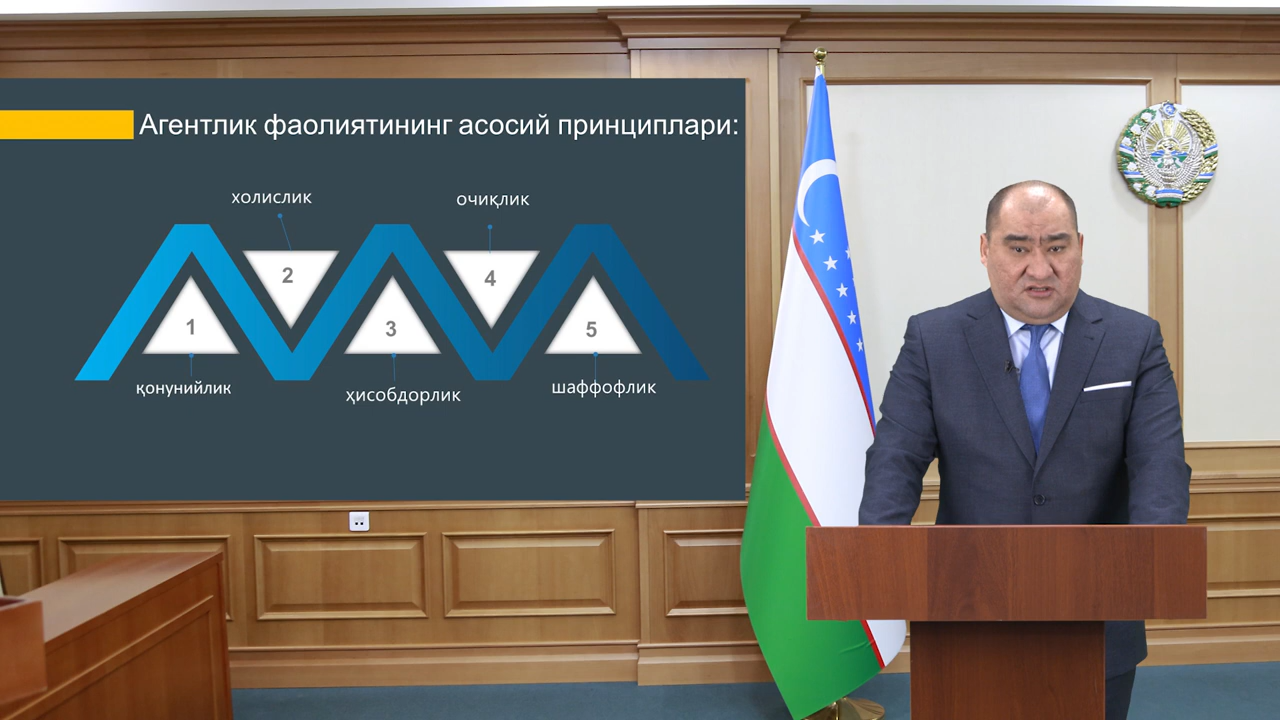 Агентлик фаолиятининг асосий принциплари:
холислик
очиқлик
2
4
1
3
5
қонунийлик
ҳисобдорлик
шаффофлик